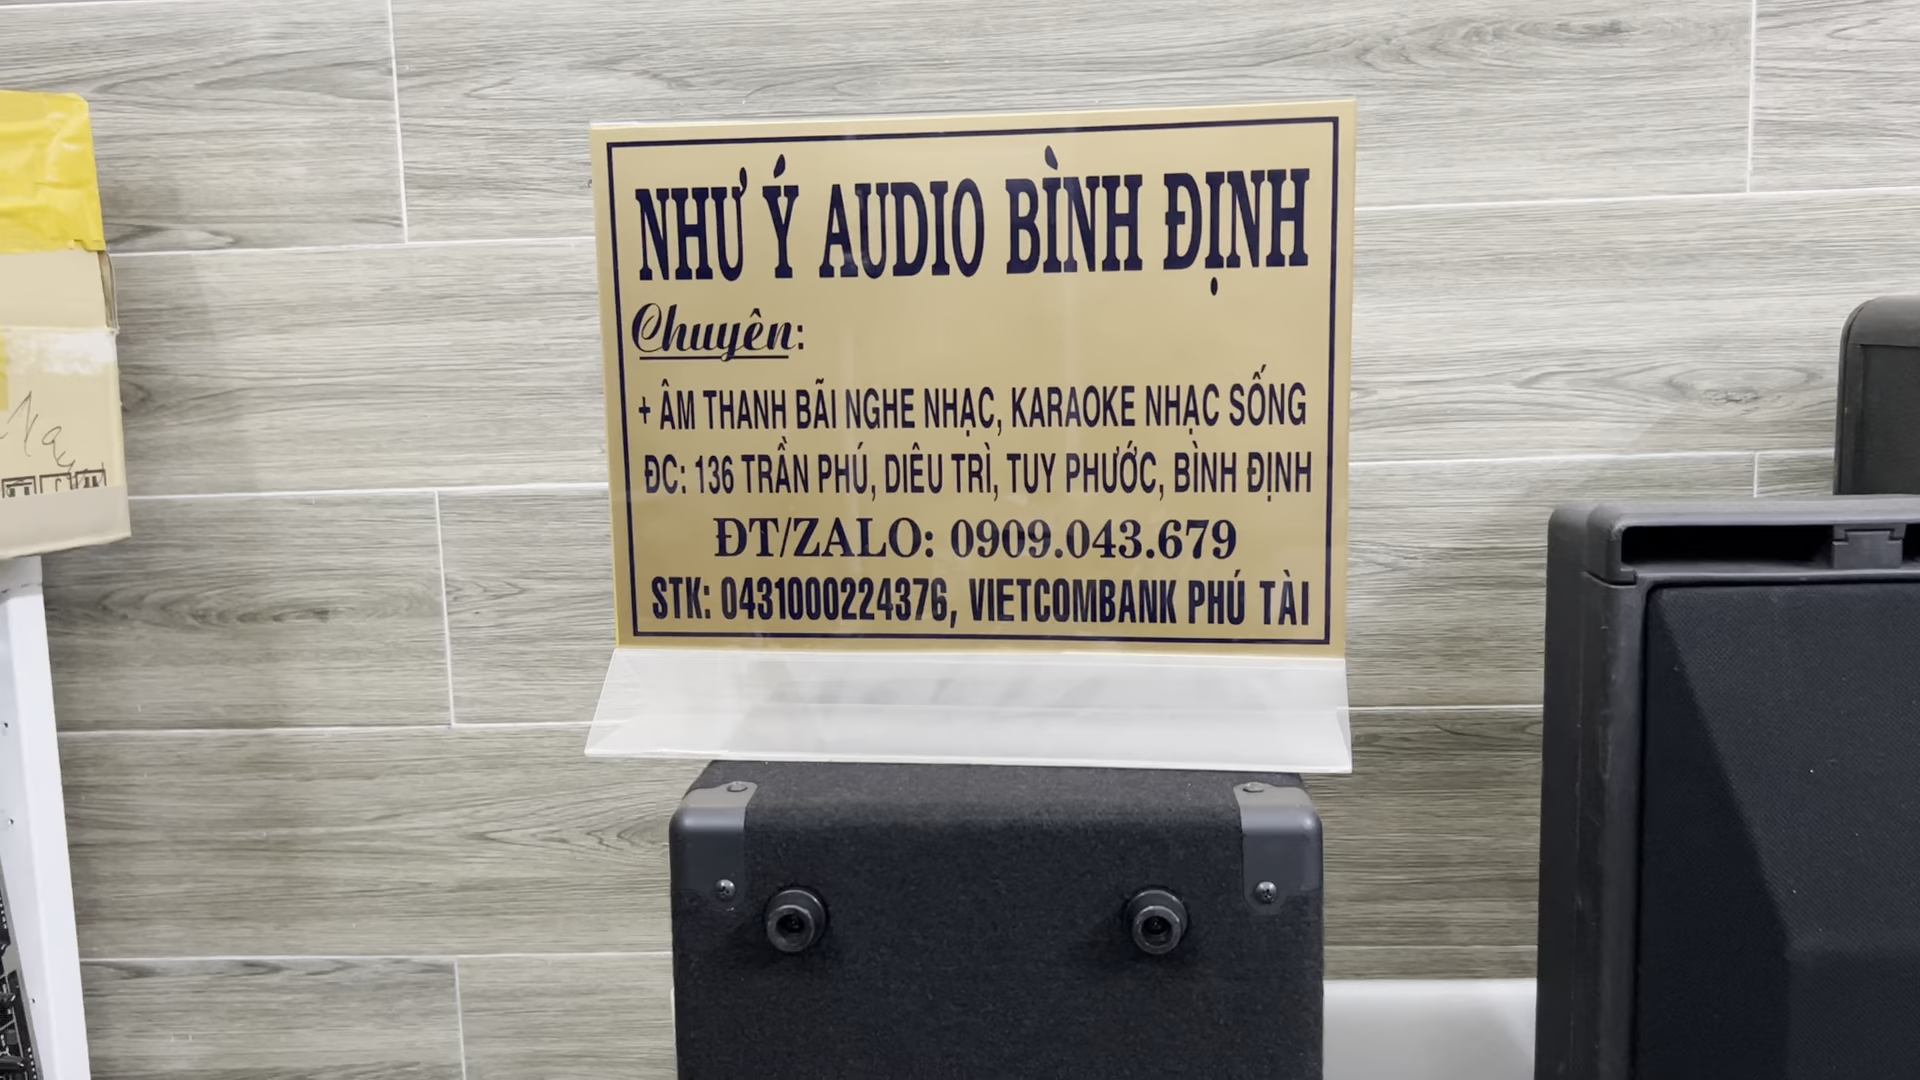 NHƯ Ý AUDIO BÌNH ĐỊNH
Chuyên:
+ ÂM THANH BÃI NGHE NHẠC, KARAOKE NHẠC SỐNG
ĐC: 136 TRẦN PHÚ, DIÊU TRÌ, TUY PHƯỚC, BÌNH ĐỊNH
ĐT/ZALO: 0909.043.679
STK: 0431000224376, VIETCOMBANK PHÚ TÀI